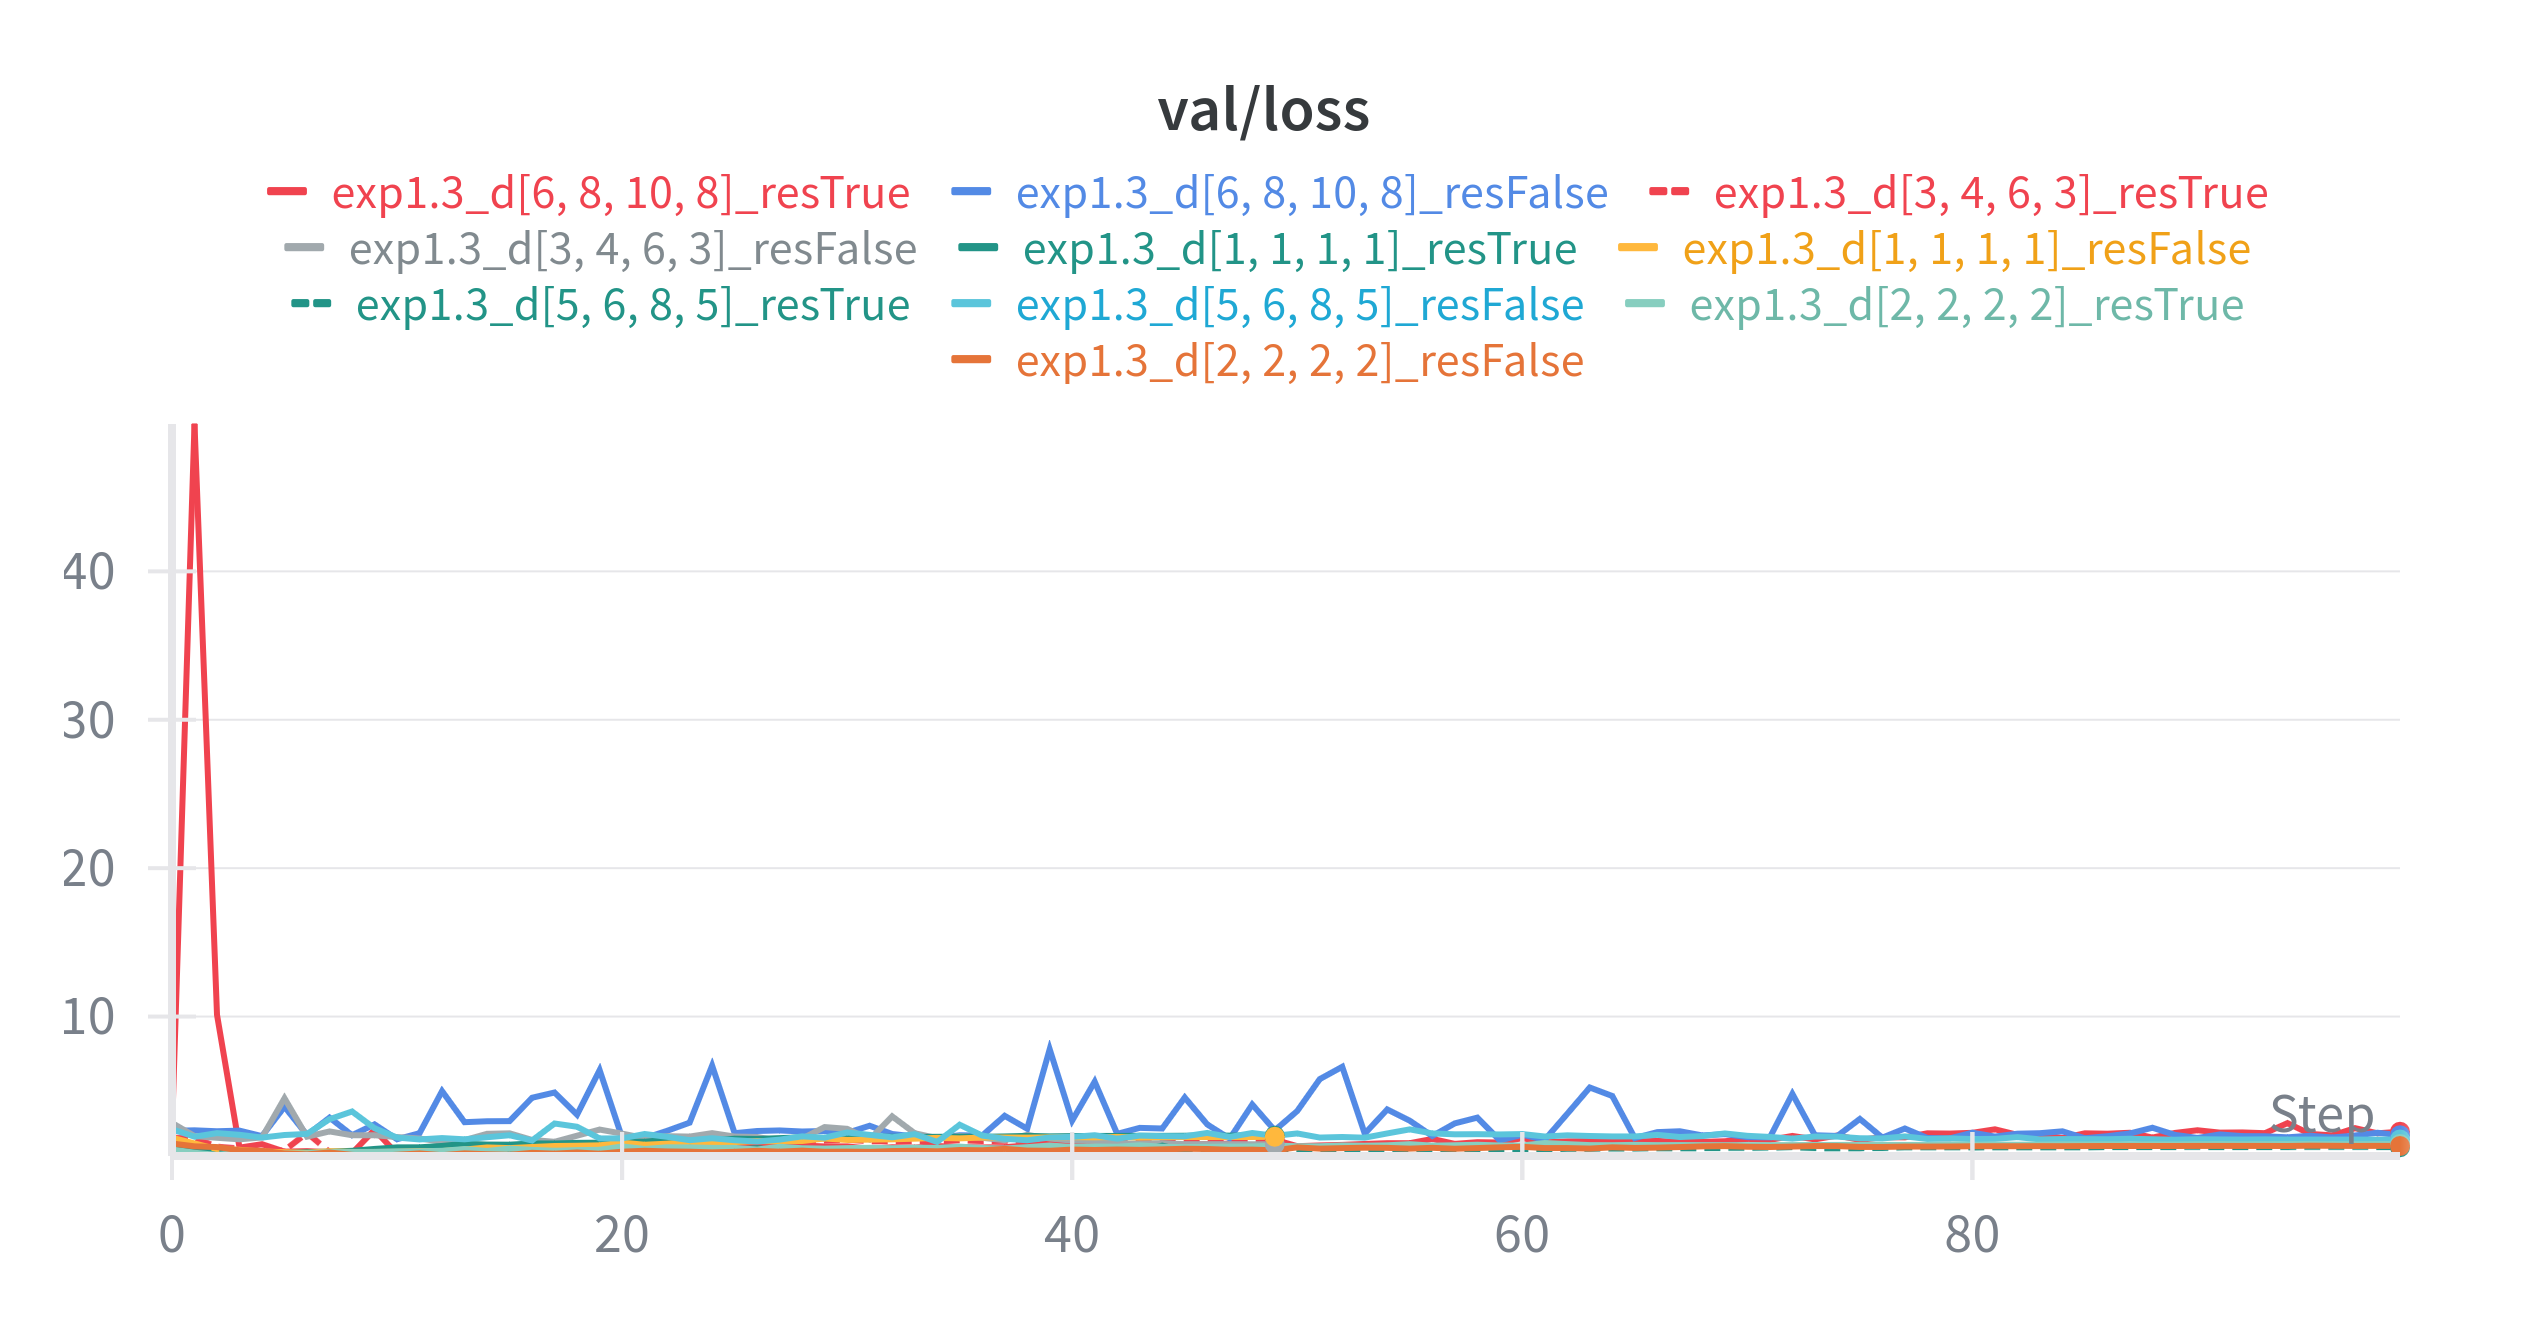 val/loss
exp1.3_d[6, 8, 10, 8]_resTrue exp1.3_d[6, 8, 10, 8]_resFalse exp1.3_d[3, 4, 6, 3]_resTrue
exp1.3_d[3, 4, 6, 3]_resFalse exp1.3_d[1, 1, 1, 1]_resTrue exp1.3_d[1, 1, 1, 1]_resFalse
exp1.3_d[5, 6, 8, 5]_resTrue exp1.3_d[5, 6, 8, 5]_resFalse exp1.3_d[2, 2, 2, 2]_resTrue
exp1.3_d[2, 2, 2, 2]_resFalse
40
30
20
10
Step
0 20 40 60 80